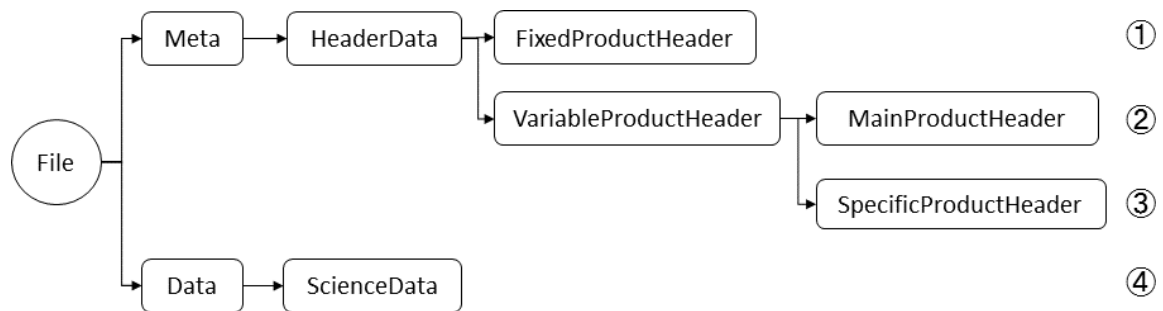 Meta HeaderData FixedProductHeader ①
VariableProductHeader MainProductHeader ②
File
SpecificProductHeader ③
Data ScienceData ④